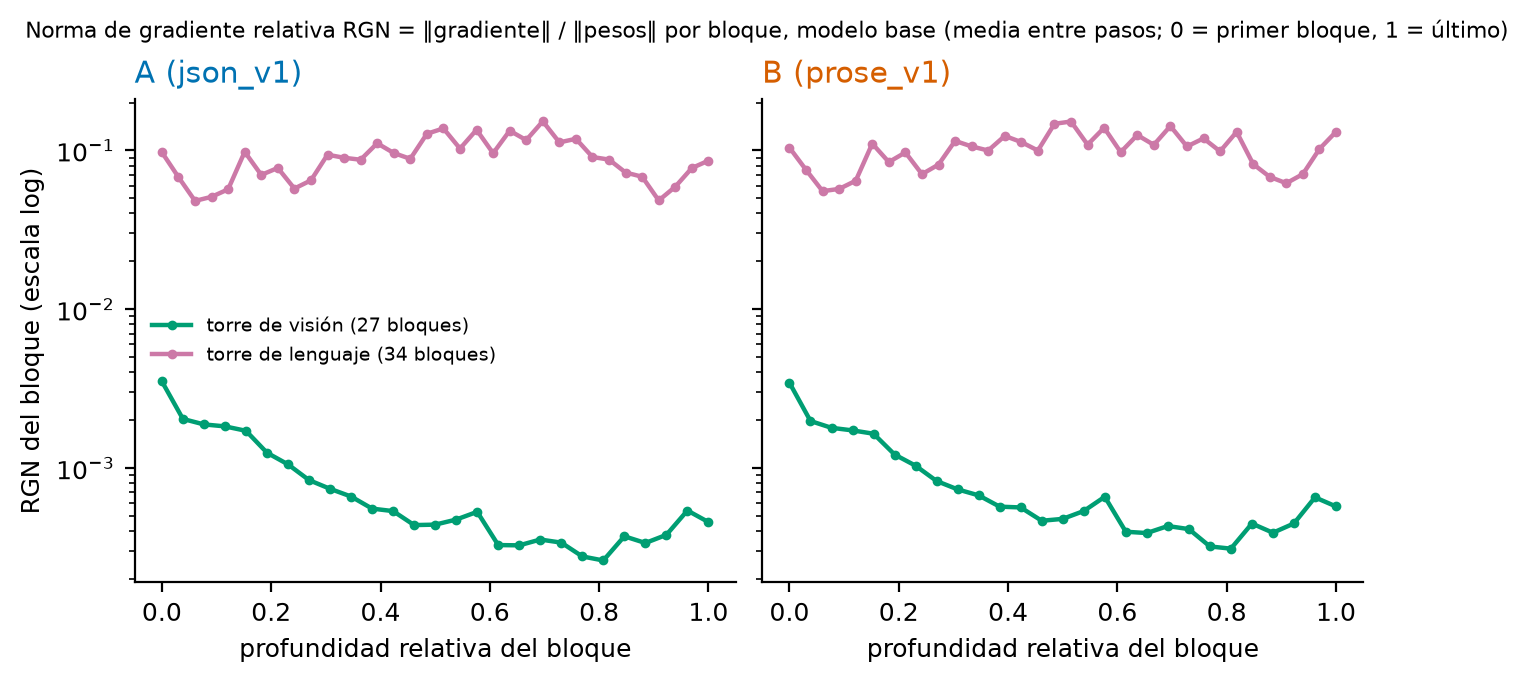 Norma de gradiente relativa RGN = ‖gradiente‖ / ‖pesos‖ por bloque, modelo base (media entre pasos; 0 = primer bloque, 1 = último)
A (json_v1)
B (prose_v1)
RGN del bloque (escala log)
10⁻¹
10⁻²
10⁻³
torre de visión (27 bloques)
torre de lenguaje (34 bloques)
0.0 0.2 0.4 0.6 0.8 1.0
0.0 0.2 0.4 0.6 0.8 1.0
profundidad relativa del bloque
profundidad relativa del bloque